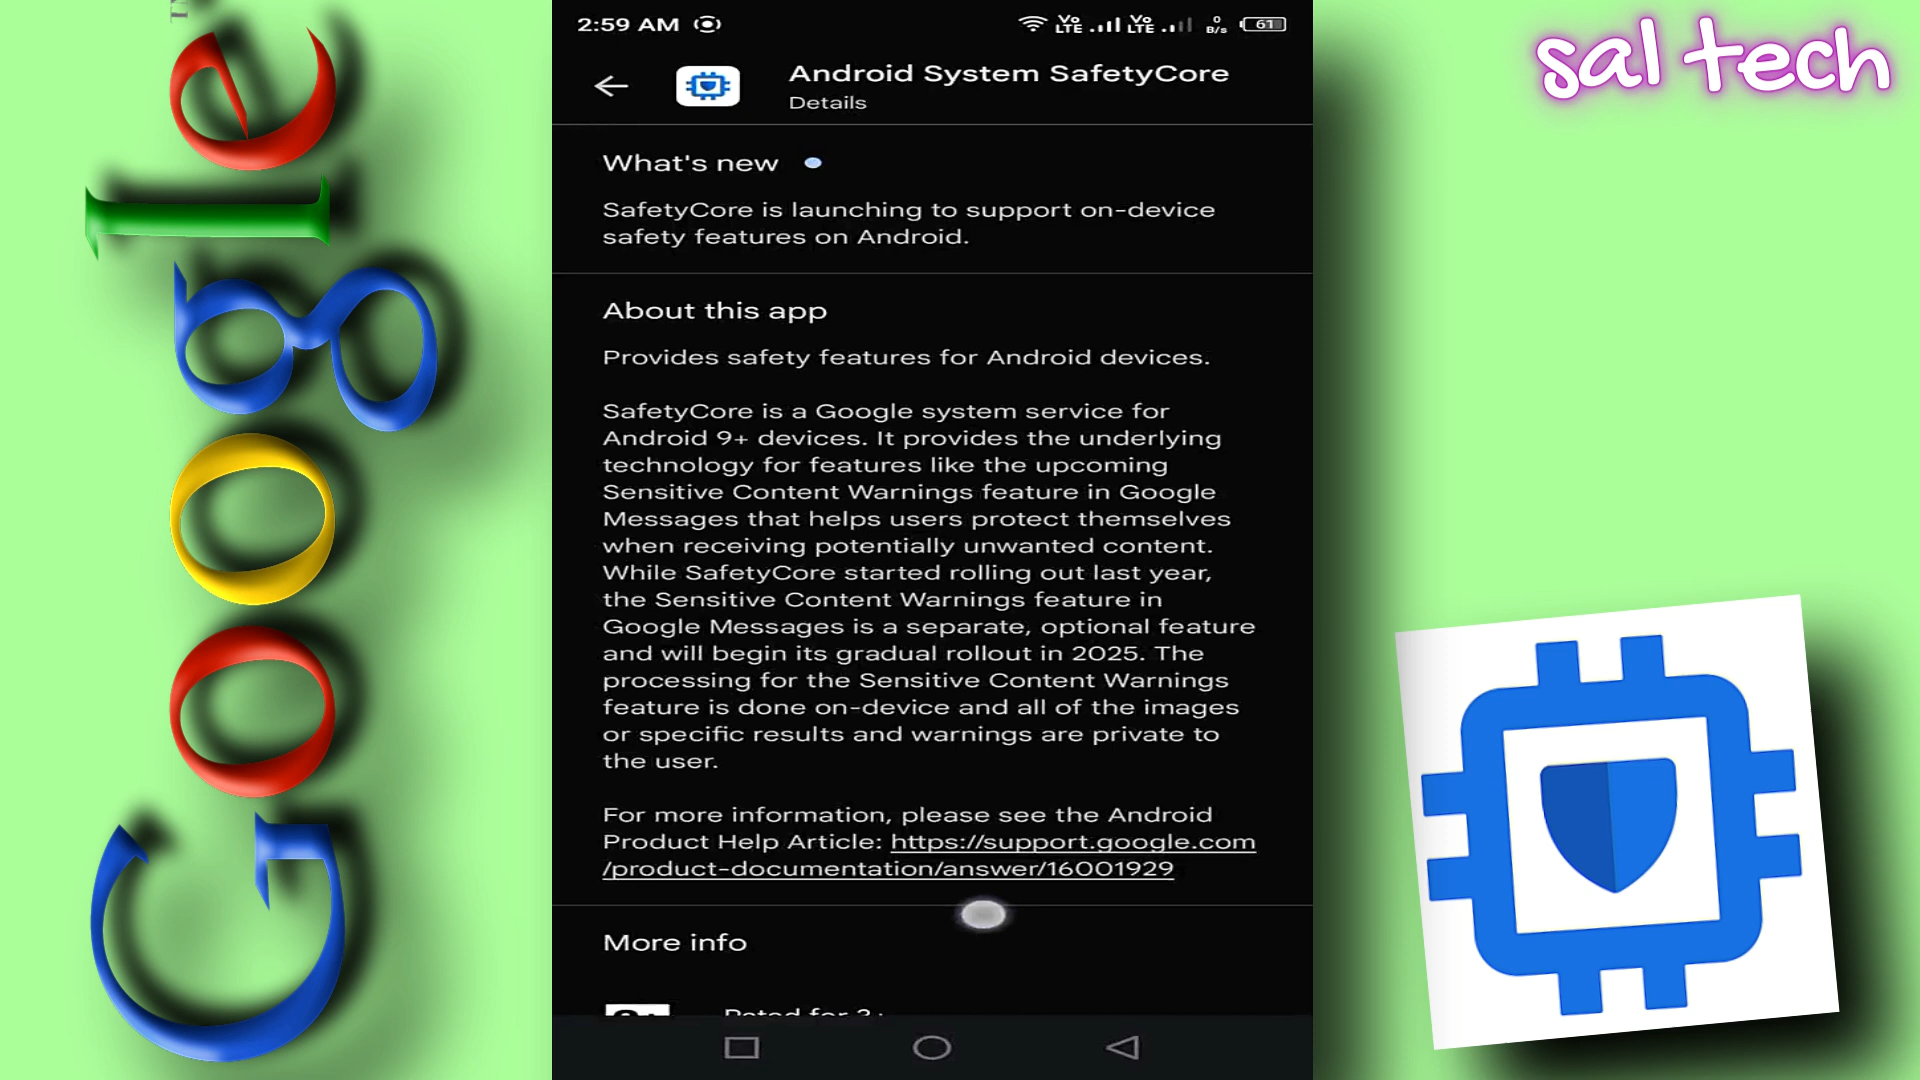 Google
TM
2:59 AM
Vo
LTE
Vo
LTE
0
B/s
61
Android System SafetyCore
Details
What's new
SafetyCore is launching to support on-device
safety features on Android.
About this app
Provides safety features for Android devices.
SafetyCore is a Google system service for
Android 9+ devices. It provides the underlying
technology for features like the upcoming
Sensitive Content Warnings feature in Google
Messages that helps users protect themselves
when receiving potentially unwanted content.
While SafetyCore started rolling out last year,
the Sensitive Content Warnings feature in
Google Messages is a separate, optional feature
and will begin its gradual rollout in 2025. The
processing for the Sensitive Content Warnings
feature is done on-device and all of the images
or specific results and warnings are private to
the user.
For more information, please see the Android
Product Help Article: https://support.google.com
/product-documentation/answer/16001929
More info
Rated for 3+
sal tech